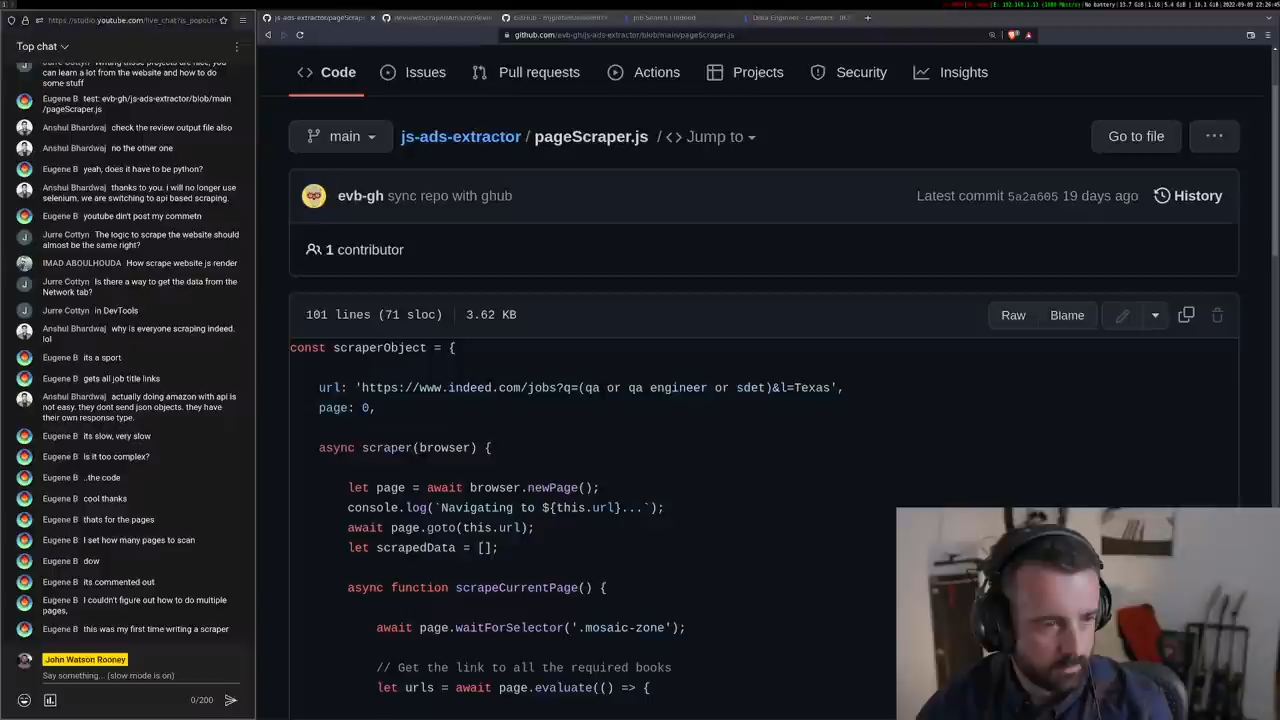 https://studio.youtube.com/live_chat?is_popout=
js-ads-extractor/pageScrap
Job Search | Indeed
github.com/evb-gh/js-ads-extractor/blob/main/pageScraper.js
Top chat
you
can learn a lot from the website and how to do
some stuff
Eugene B test: evb-gh/js-ads-extractor/blob/main
/pageScraper.js
Anshul Bhardwaj check the review output file also
Anshul Bhardwaj no the other one
Eugene B yeah, does it have to be python?
Anshul Bhardwaj thanks to you. i will no longer use
selenium. we are switching to api based scraping.
Eugene B youtube din't post my commetn
Jurre Cottyn The logic to scrape the website should
almost be the same right?
IMAD ABOULHOUDA How scrape website js render
Jurre Cottyn Is there a way to get the data from the
Network tab?
Jurre Cottyn in DevTools
Anshul Bhardwaj why is everyone scraping indeed.
lol
Eugene B its a sport
Eugene B gets all job title links
Anshul Bhardwaj actually doing amazon with api is
not easy. they dont send json objects. they have
their own response type.
Eugene B its slow, very slow
Eugene B is it too complex?
Eugene B ..the code
Eugene B cool thanks
Eugene B thats for the pages
Eugene B I set how many pages to scan
Eugene B dow
Eugene B its commented out
Eugene B I couldn't figure out how to do multiple
pages,
Eugene B this was my first time writing a scraper
John Watson Rooney
Say something... (slow mode is on)
0/200
Code
Issues
Pull requests
Actions
Projects
Security
Insights
main
js-ads-extractor / pageScraper.js / <> Jump to
Go to file
...
evb-gh sync repo with ghub
Latest commit 5a2a605 19 days ago
History
1 contributor
101 lines (71 sloc) | 3.62 KB
Raw
Blame
const scraperObject = {
url: 'https://www.indeed.com/jobs?q=(qa or qa engineer or sdet)&l=Texas',
page: 0,
async scraper(browser) {
let page = await browser.newPage();
console.log(`Navigating to ${this.url}...`);
await page.goto(this.url);
let scrapedData = [];
async function scrapeCurrentPage() {
await page.waitForSelector('.mosaic-zone');
// Get the link to all the required books
let urls = await page.evaluate(() => {